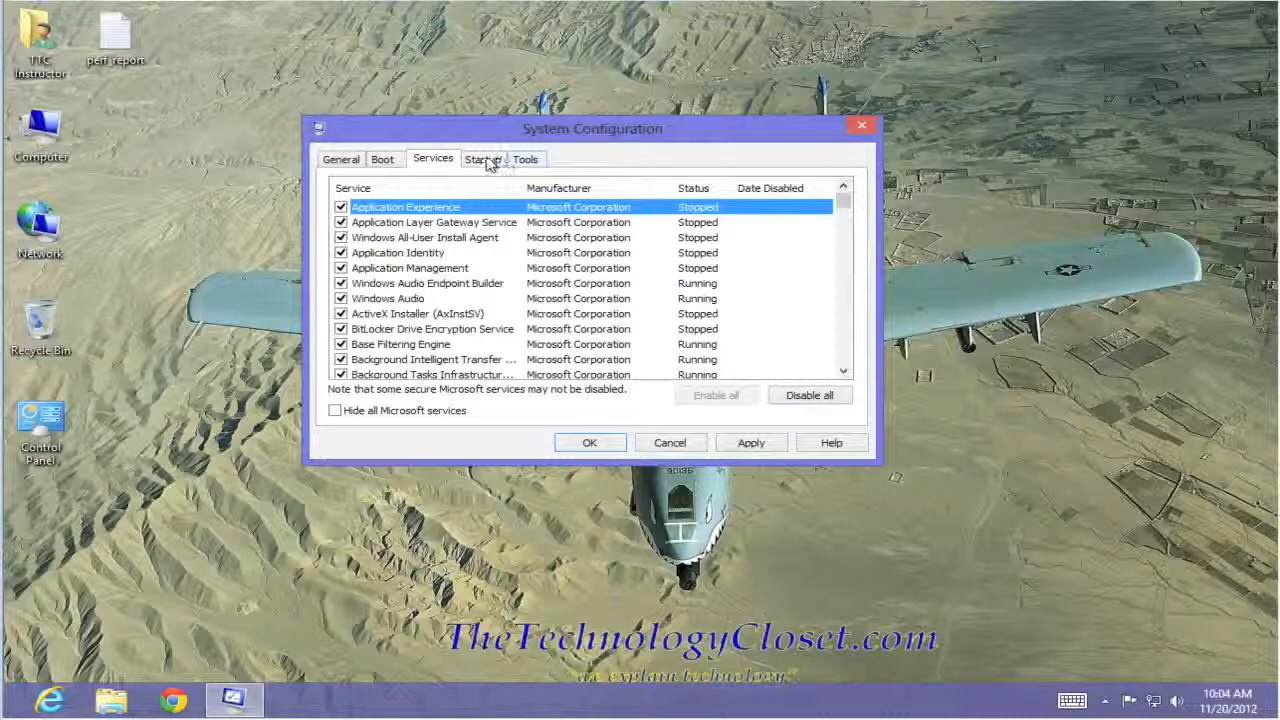 TTC
Instructor
perf_report
Computer
Network
Recycle Bin
Control
Panel
System Configuration
General Boot Services Startup Tools
Service Manufacturer Status Date Disabled
Application Experience Microsoft Corporation Stopped
Application Layer Gateway Service Microsoft Corporation Stopped
Windows All-User Install Agent Microsoft Corporation Stopped
Application Identity Microsoft Corporation Stopped
Application Management Microsoft Corporation Stopped
Windows Audio Endpoint Builder Microsoft Corporation Running
Windows Audio Microsoft Corporation Running
ActiveX Installer (AxInstSV) Microsoft Corporation Stopped
BitLocker Drive Encryption Service Microsoft Corporation Stopped
Base Filtering Engine Microsoft Corporation Running
Background Intelligent Transfer ... Microsoft Corporation Running
Background Tasks Infrastructur... Microsoft Corporation Running
Note that some secure Microsoft services may not be disabled.
Enable all Disable all
Hide all Microsoft services
OK Cancel Apply Help
TheTechnologyCloset.com
explain technology
10:04 AM
11/20/2012